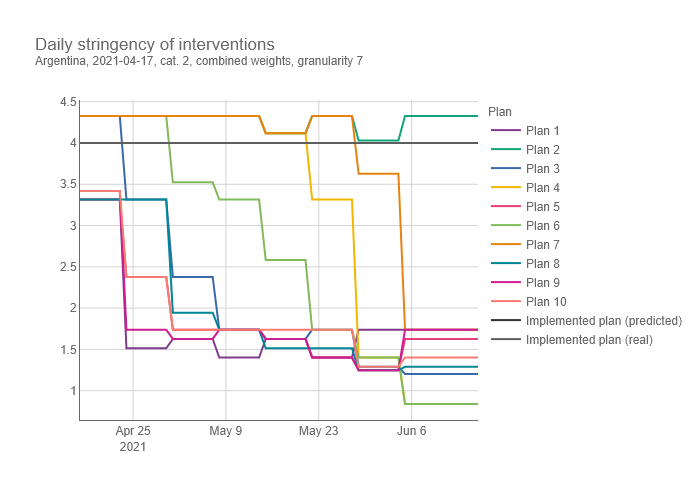 Daily stringency of interventions
Argentina, 2021-04-17, cat. 2, combined weights, granularity 7
4.5
4
3.5
3
2.5
2
1.5
1
Apr 25
2021
May 9
May 23
Jun 6
Plan
Plan 1
Plan 2
Plan 3
Plan 4
Plan 5
Plan 6
Plan 7
Plan 8
Plan 9
Plan 10
Implemented plan (predicted)
Implemented plan (real)